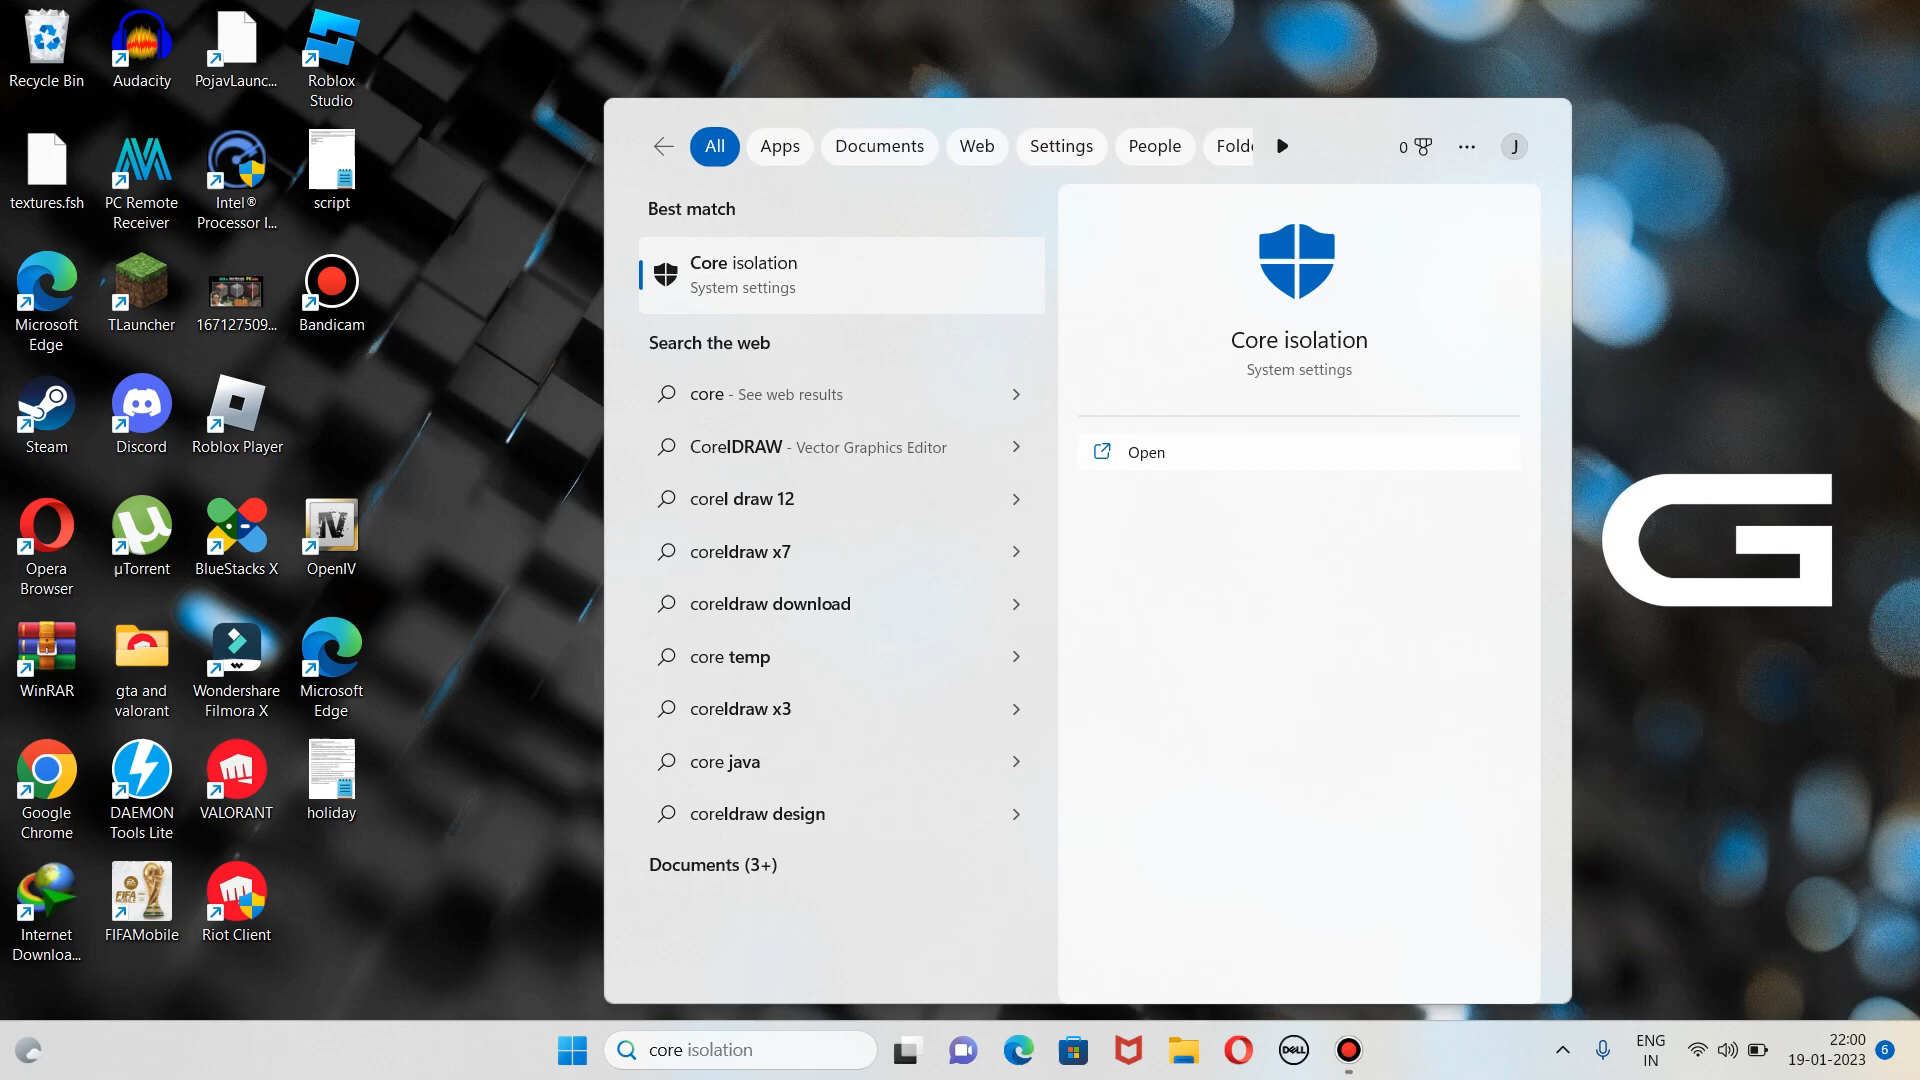 Recycle Bin
Audacity
PojavLaunc...
Roblox
Studio
textures.fsh
PC Remote
Receiver
Intel®
Processor I...
script
Microsoft
Edge
TLauncher
167127509...
Bandicam
Steam
Discord
Roblox Player
Opera
Browser
µTorrent
BlueStacks X
OpenIV
WinRAR
gta and
valorant
Wondershare
Filmora X
Microsoft
Edge
Google
Chrome
DAEMON
Tools Lite
VALORANT
holiday
Internet
Downloa...
FIFAMobile
Riot Client
All
Apps
Documents
Web
Settings
People
Folde
0
J
Best match
Core isolation
System settings
Search the web
core - See web results
CorelDRAW - Vector Graphics Editor
corel draw 12
coreldraw x7
coreldraw download
core temp
coreldraw x3
core java
coreldraw design
Documents (3+)
Core isolation
System settings
Open
G
core isolation
DELL
ENG
IN
22:00
19-01-2023
6